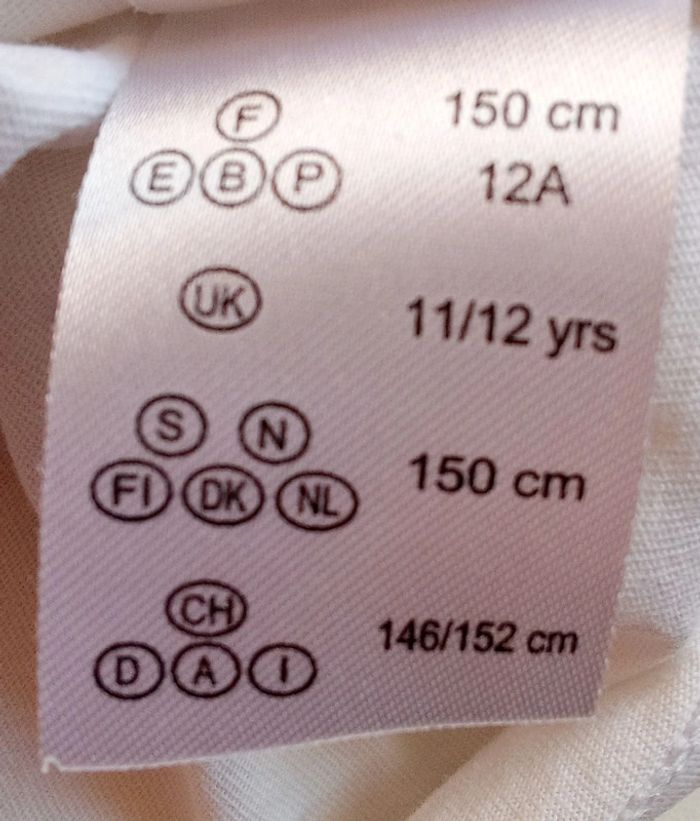 F 150 cm
E B P 12A
UK 11/12 yrs
S N
FI DK NL 150 cm
CH
D A I 146/152 cm